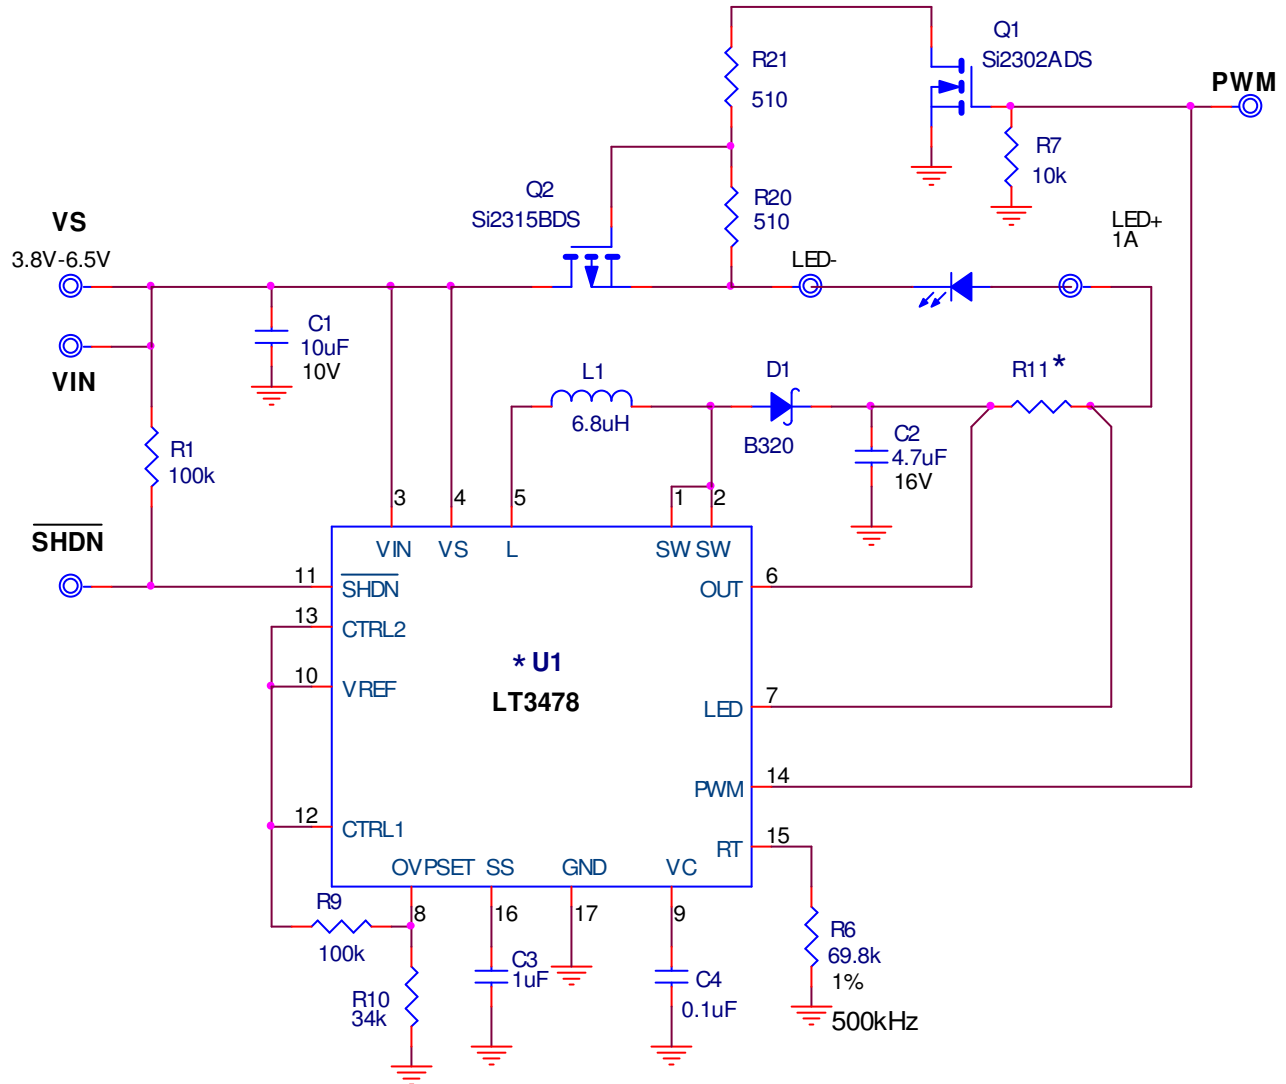 Q1
Si2302ADS
PWM
R21
510
R7
10k
Q2
Si2315BDS
R20
510
VS
3.8V-6.5V
LED-
LED+
1A
C1
10uF
10V
VIN
L1
6.8uH
D1
B320
R11*
C2
4.7uF
16V
R1
100k
SHDN
3
4
5
1
2
VIN
VS
L
SW
SW
11
SHDN
OUT
6
13
CTRL2
* U1
LT3478
10
VREF
LED
7
PWM
14
12
CTRL1
RT
15
OVPSET
SS
GND
VC
8
16
17
9
R9
100k
R10
34k
C3
1uF
C4
0.1uF
R6
69.8k
1%
500kHz